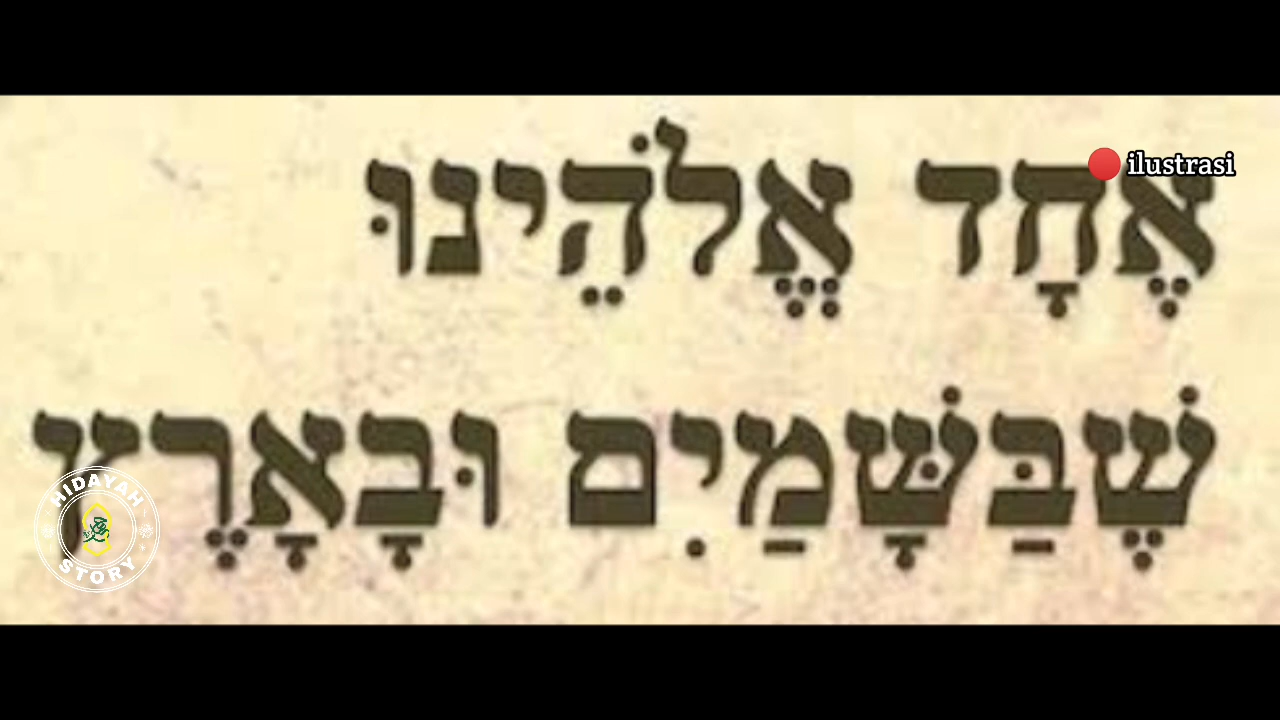 אֶחָד אֱלֹהֵינוּ
שֶׁבַּשָּׁמַיִם וּבָאָרֶץ
ilustrasi
HIDAYAH
STORY